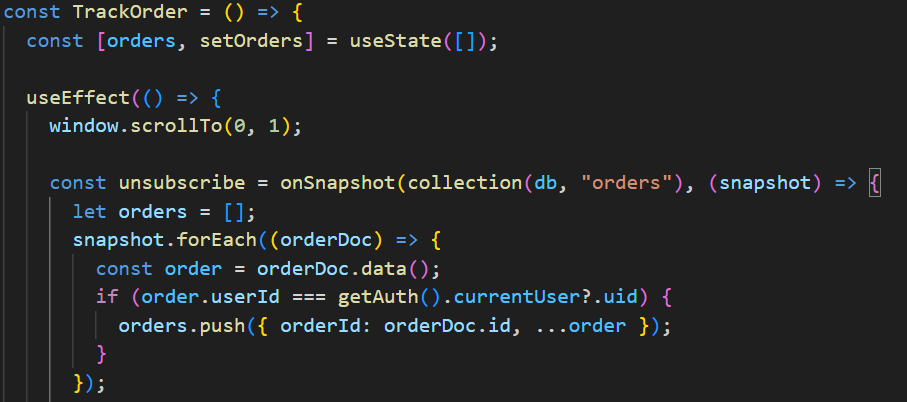 const TrackOrder = () => {
  const [orders, setOrders] = useState([]);

  useEffect(() => {
    window.scrollTo(0, 1);

    const unsubscribe = onSnapshot(collection(db, "orders"), (snapshot) => {
      let orders = [];
      snapshot.forEach((orderDoc) => {
        const order = orderDoc.data();
        if (order.userId === getAuth().currentUser?.uid) {
          orders.push({ orderId: orderDoc.id, ...order });
        }
      });